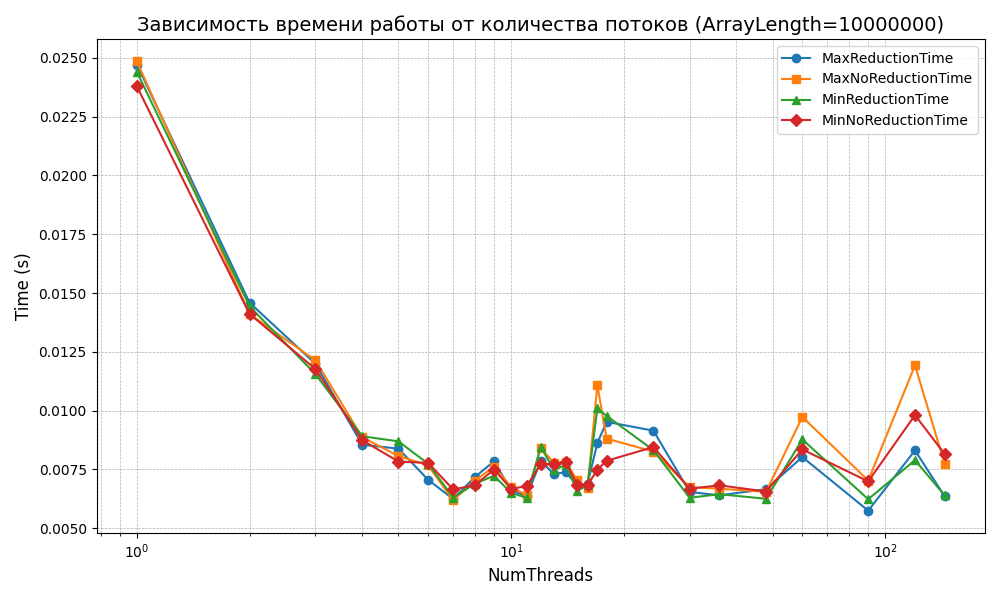 Зависимость времени работы от количества потоков (ArrayLength=10000000)
MaxReductionTime
MaxNoReductionTime
MinReductionTime
MinNoReductionTime
Time (s)
0.0250
0.0225
0.0200
0.0175
0.0150
0.0125
0.0100
0.0075
0.0050
10⁰ 10¹ 10²
NumThreads